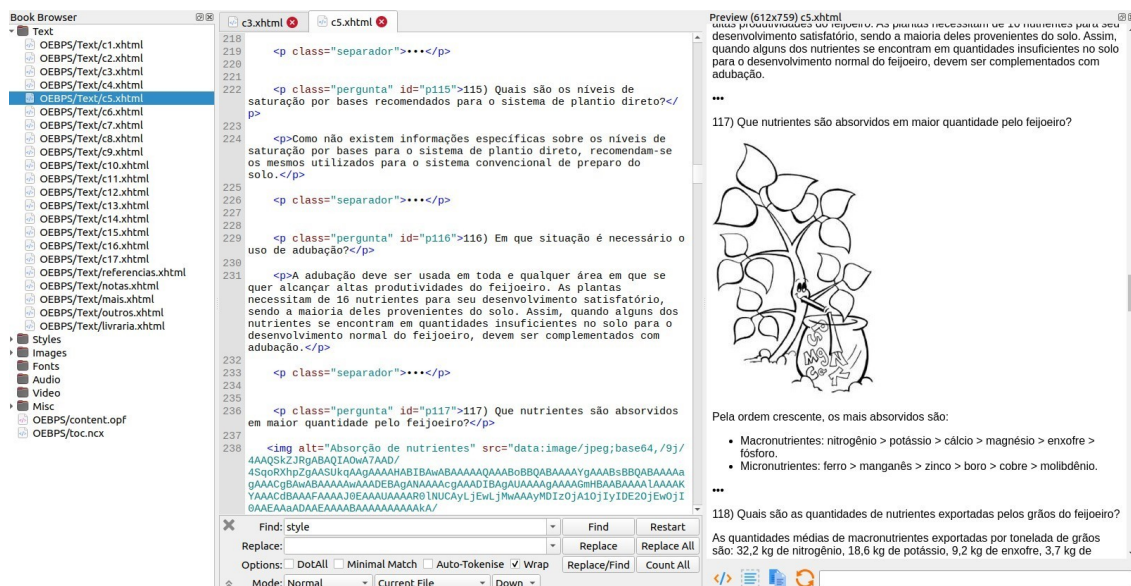 Book Browser
Text
OEBPS/Text/c1.xhtml
OEBPS/Text/c2.xhtml
OEBPS/Text/c3.xhtml
OEBPS/Text/c4.xhtml
OEBPS/Text/c5.xhtml
OEBPS/Text/c6.xhtml
OEBPS/Text/c7.xhtml
OEBPS/Text/c8.xhtml
OEBPS/Text/c9.xhtml
OEBPS/Text/c10.xhtml
OEBPS/Text/c11.xhtml
OEBPS/Text/c12.xhtml
OEBPS/Text/c13.xhtml
OEBPS/Text/c14.xhtml
OEBPS/Text/c15.xhtml
OEBPS/Text/c16.xhtml
OEBPS/Text/c17.xhtml
OEBPS/Text/referencias.xhtml
OEBPS/Text/notas.xhtml
OEBPS/Text/mais.xhtml
OEBPS/Text/outros.xhtml
OEBPS/Text/livraria.xhtml
Styles
Images
Fonts
Audio
Video
Misc
OEBPS/content.opf
OEBPS/toc.ncx
c3.xhtml
c5.xhtml
218
219 <p class="separador">•••</p>
220
221
222 <p class="pergunta" id="p115">115) Quais são os níveis de
saturação por bases recomendados para o sistema de plantio direto?</
p>
223
224 <p>Como não existem informações específicas sobre os níveis de
saturação por bases para o sistema de plantio direto, recomendam-se
os mesmos utilizados para o sistema convencional de preparo do
solo.</p>
225
226 <p class="separador">•••</p>
227
228
229 <p class="pergunta" id="p116">116) Em que situação é necessário o
uso de adubação?</p>
230
231 <p>A adubação deve ser usada em toda e qualquer área em que se
quer alcançar altas produtividades do feijoeiro. As plantas
necessitam de 16 nutrientes para seu desenvolvimento satisfatório,
sendo a maioria deles provenientes do solo. Assim, quando alguns dos
nutrientes se encontram em quantidades insuficientes no solo para o
desenvolvimento normal do feijoeiro, devem ser complementados com
adubação.</p>
232
233 <p class="separador">•••</p>
234
235
236 <p class="pergunta" id="p117">117) Que nutrientes são absorvidos
em maior quantidade pelo feijoeiro?</p>
237
238 <img alt="Absorção de nutrientes" src="data:image/jpeg;base64,/9j/
Find: style
Find
Restart
Replace:
Replace
Replace All
Options: DotAll Minimal Match Auto-Tokenise Wrap
Replace/Find
Count All
Mode: Normal
Current File
Down
Preview (612x759) c5.xhtml
altas produtividades do feijoeiro. As plantas necessitam de 16 nutrientes para seu
desenvolvimento satisfatório, sendo a maioria deles provenientes do solo. Assim,
quando alguns dos nutrientes se encontram em quantidades insuficientes no solo
para o desenvolvimento normal do feijoeiro, devem ser complementados com
adubação.
•••
117) Que nutrientes são absorvidos em maior quantidade pelo feijoeiro?
Pela ordem crescente, os mais absorvidos são:
• Macronutrientes: nitrogênio > potássio > cálcio > magnésio > enxofre >
fósforo.
• Micronutrientes: ferro > manganês > zinco > boro > cobre > molibdênio.
•••
118) Quais são as quantidades de nutrientes exportadas pelos grãos do feijoeiro?
As quantidades médias de macronutrientes exportadas por tonelada de grãos
são: 32,2 kg de nitrogênio, 18,6 kg de potássio, 9,2 kg de enxofre, 3,7 kg de